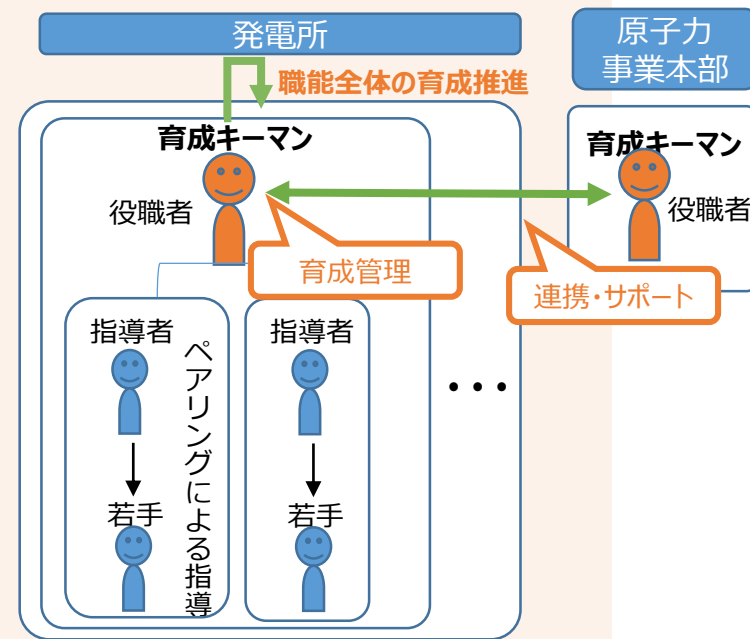 発電所
原子力
事業本部
職能全体の育成推進
育成キーマン
役職者
育成キーマン
役職者
育成管理
連携・サポート
指導者
若手
ペアリングによる指導
指導者
若手
・・・